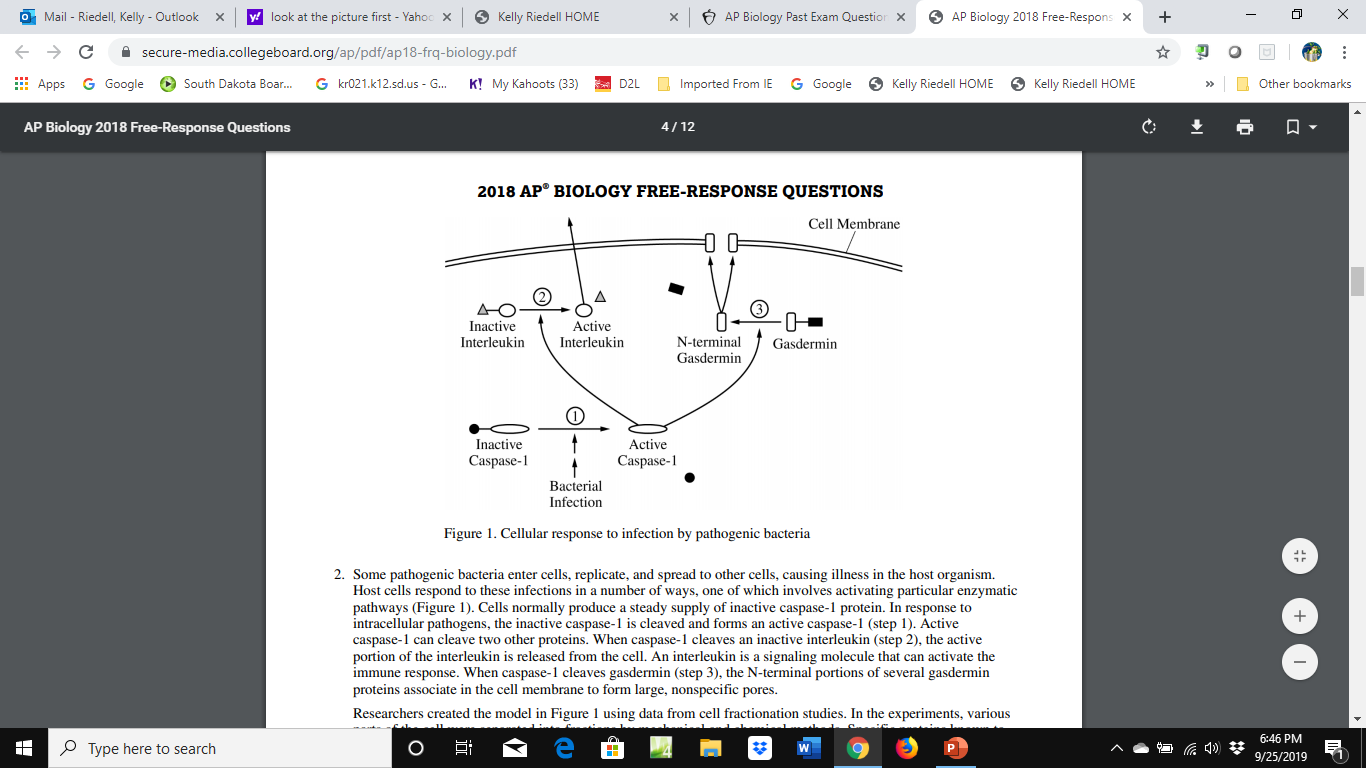 Mail - Riedell, Kelly - Outlook
look at the picture first - Yahoo
Kelly Riedell HOME
AP Biology Past Exam Question
AP Biology 2018 Free-Respons
secure-media.collegeboard.org/ap/pdf/ap18-frq-biology.pdf
Apps
Google
South Dakota Boar...
kr021.k12.sd.us - G...
K! My Kahoots (33)
D2L
Imported From IE
Google
Kelly Riedell HOME
Kelly Riedell HOME
»
Other bookmarks
AP Biology 2018 Free-Response Questions
4 / 12
2018 AP® BIOLOGY FREE-RESPONSE QUESTIONS
Cell Membrane
2
3
Inactive
Interleukin
Active
Interleukin
N-terminal
Gasdermin
Gasdermin
1
Inactive
Caspase-1
Active
Caspase-1
Bacterial
Infection
Figure 1. Cellular response to infection by pathogenic bacteria
2. Some pathogenic bacteria enter cells, replicate, and spread to other cells, causing illness in the host organism.
Host cells respond to these infections in a number of ways, one of which involves activating particular enzymatic
pathways (Figure 1). Cells normally produce a steady supply of inactive caspase-1 protein. In response to
intracellular pathogens, the inactive caspase-1 is cleaved and forms an active caspase-1 (step 1). Active
caspase-1 can cleave two other proteins. When caspase-1 cleaves an inactive interleukin (step 2), the active
portion of the interleukin is released from the cell. An interleukin is a signaling molecule that can activate the
immune response. When caspase-1 cleaves gasdermin (step 3), the N-terminal portions of several gasdermin
proteins associate in the cell membrane to form large, nonspecific pores.
Researchers created the model in Figure 1 using data from cell fractionation studies. In the experiments, various
Type here to search
6:46 PM
9/25/2019
1